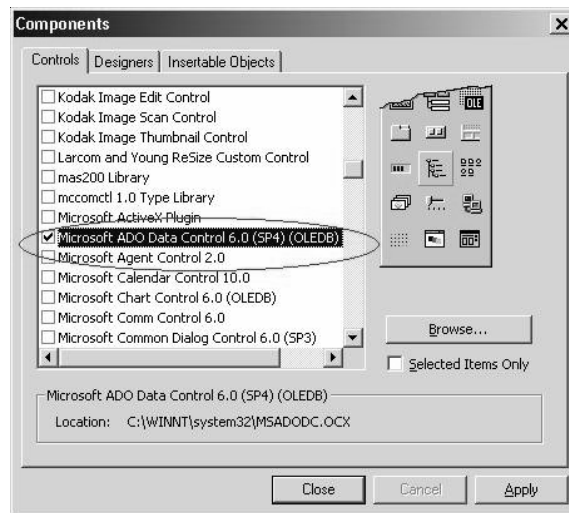 Components
Controls Designers Insertable Objects
Kodak Image Edit Control
Kodak Image Scan Control
Kodak Image Thumbnail Control
Larcom and Young ReSize Custom Control
mas200 Library
mccomctl 1.0 Type Library
Microsoft ActiveX Plugin
Microsoft ADO Data Control 6.0 (SP4) (OLEDB)
Microsoft Agent Control 2.0
Microsoft Calendar Control 10.0
Microsoft Chart Control 6.0 (OLEDB)
Microsoft Comm Control 6.0
Microsoft Common Dialog Control 6.0 (SP3)
OLE
Browse...
Selected Items Only
Microsoft ADO Data Control 6.0 (SP4) (OLEDB)
Location: C:\WINNT\system32\MSADODC.OCX
Close Cancel Apply